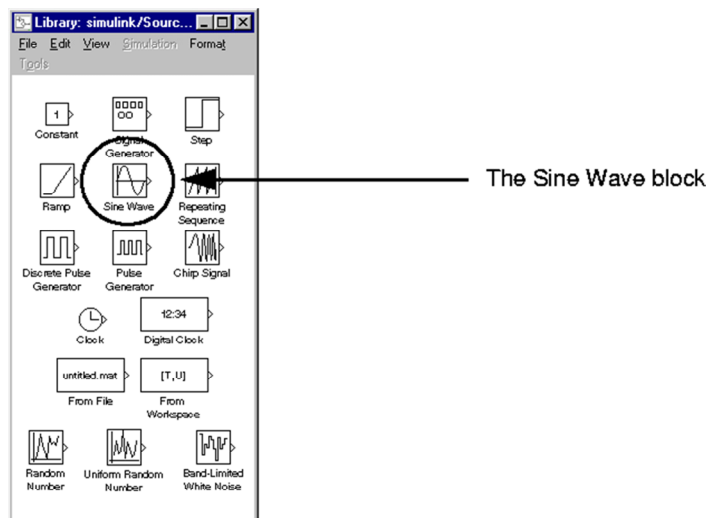 Library: simulink/Sourc...
File Edit View Simulation Format
Tools
1
Constant
Signal
Generator
Step
Ramp
Sine Wave
Repeating
Sequence
The Sine Wave block
Discrete Pulse
Generator
Pulse
Generator
Chirp Signal
Clock
12:34
Digital Clock
untitled.mat
From File
[T,U]
From
Workspace
Random
Number
Uniform Random
Number
Band-Limited
White Noise